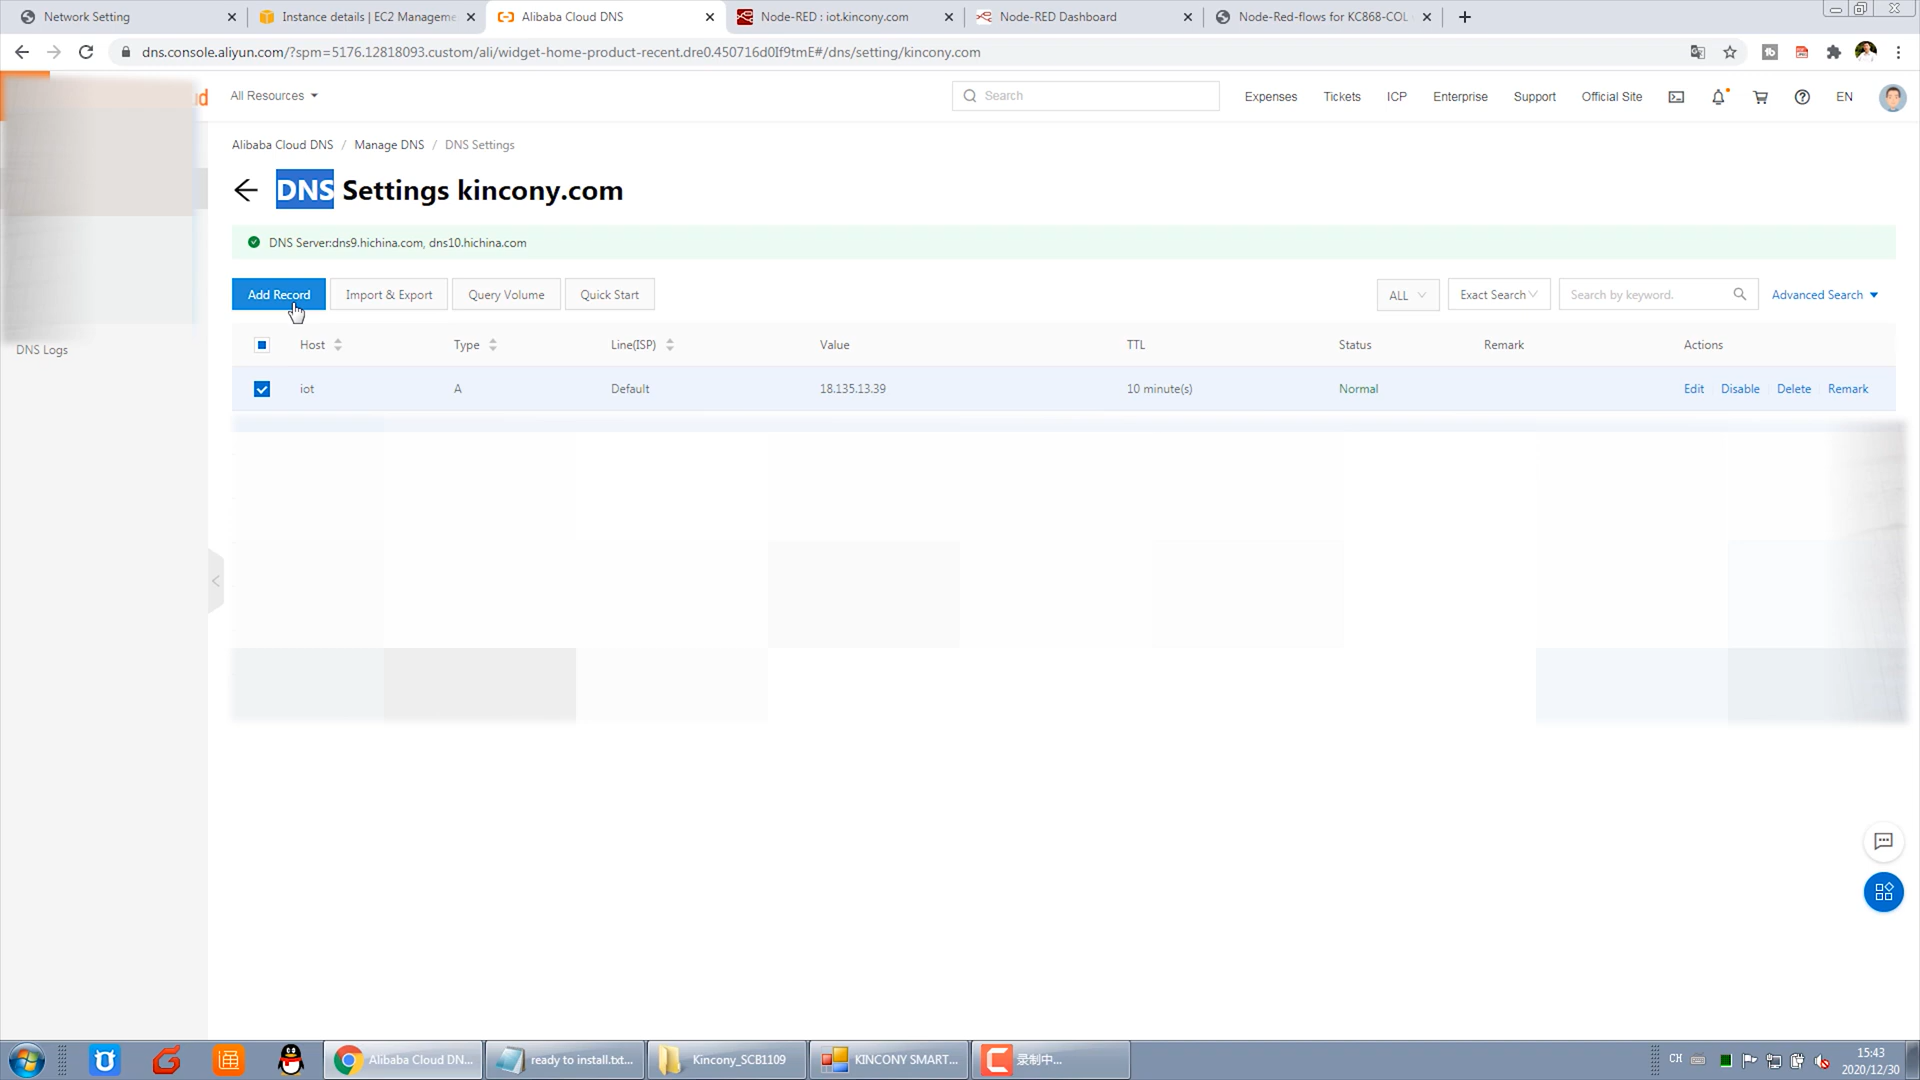 Network Setting
Instance details | EC2 Manageme
Alibaba Cloud DNS
Node-RED : iot.kincony.com
Node-RED Dashboard
Node-Red-flows for KC868-COL
dns.console.aliyun.com/?spm=5176.12818093.custom/ali/widget-home-product-recent.dre0.450716d0If9tmE#/dns/setting/kincony.com
All Resources
Search
Expenses
Tickets
ICP
Enterprise
Support
Official Site
EN
Alibaba Cloud DNS / Manage DNS / DNS Settings
DNS Settings kincony.com
DNS Server:dns9.hichina.com, dns10.hichina.com
Add Record
Import & Export
Query Volume
Quick Start
ALL
Exact Search
Search by keyword.
Advanced Search
DNS Logs
Host Type Line(ISP) Value TTL Status Remark Actions
iot A Default 18.135.13.39 10 minute(s) Normal Edit Disable Delete Remark
Alibaba Cloud DN...
ready to install.txt...
Kincony_SCB1109
KINCONY SMART...
录制中...
CH
15:43
2020/12/30